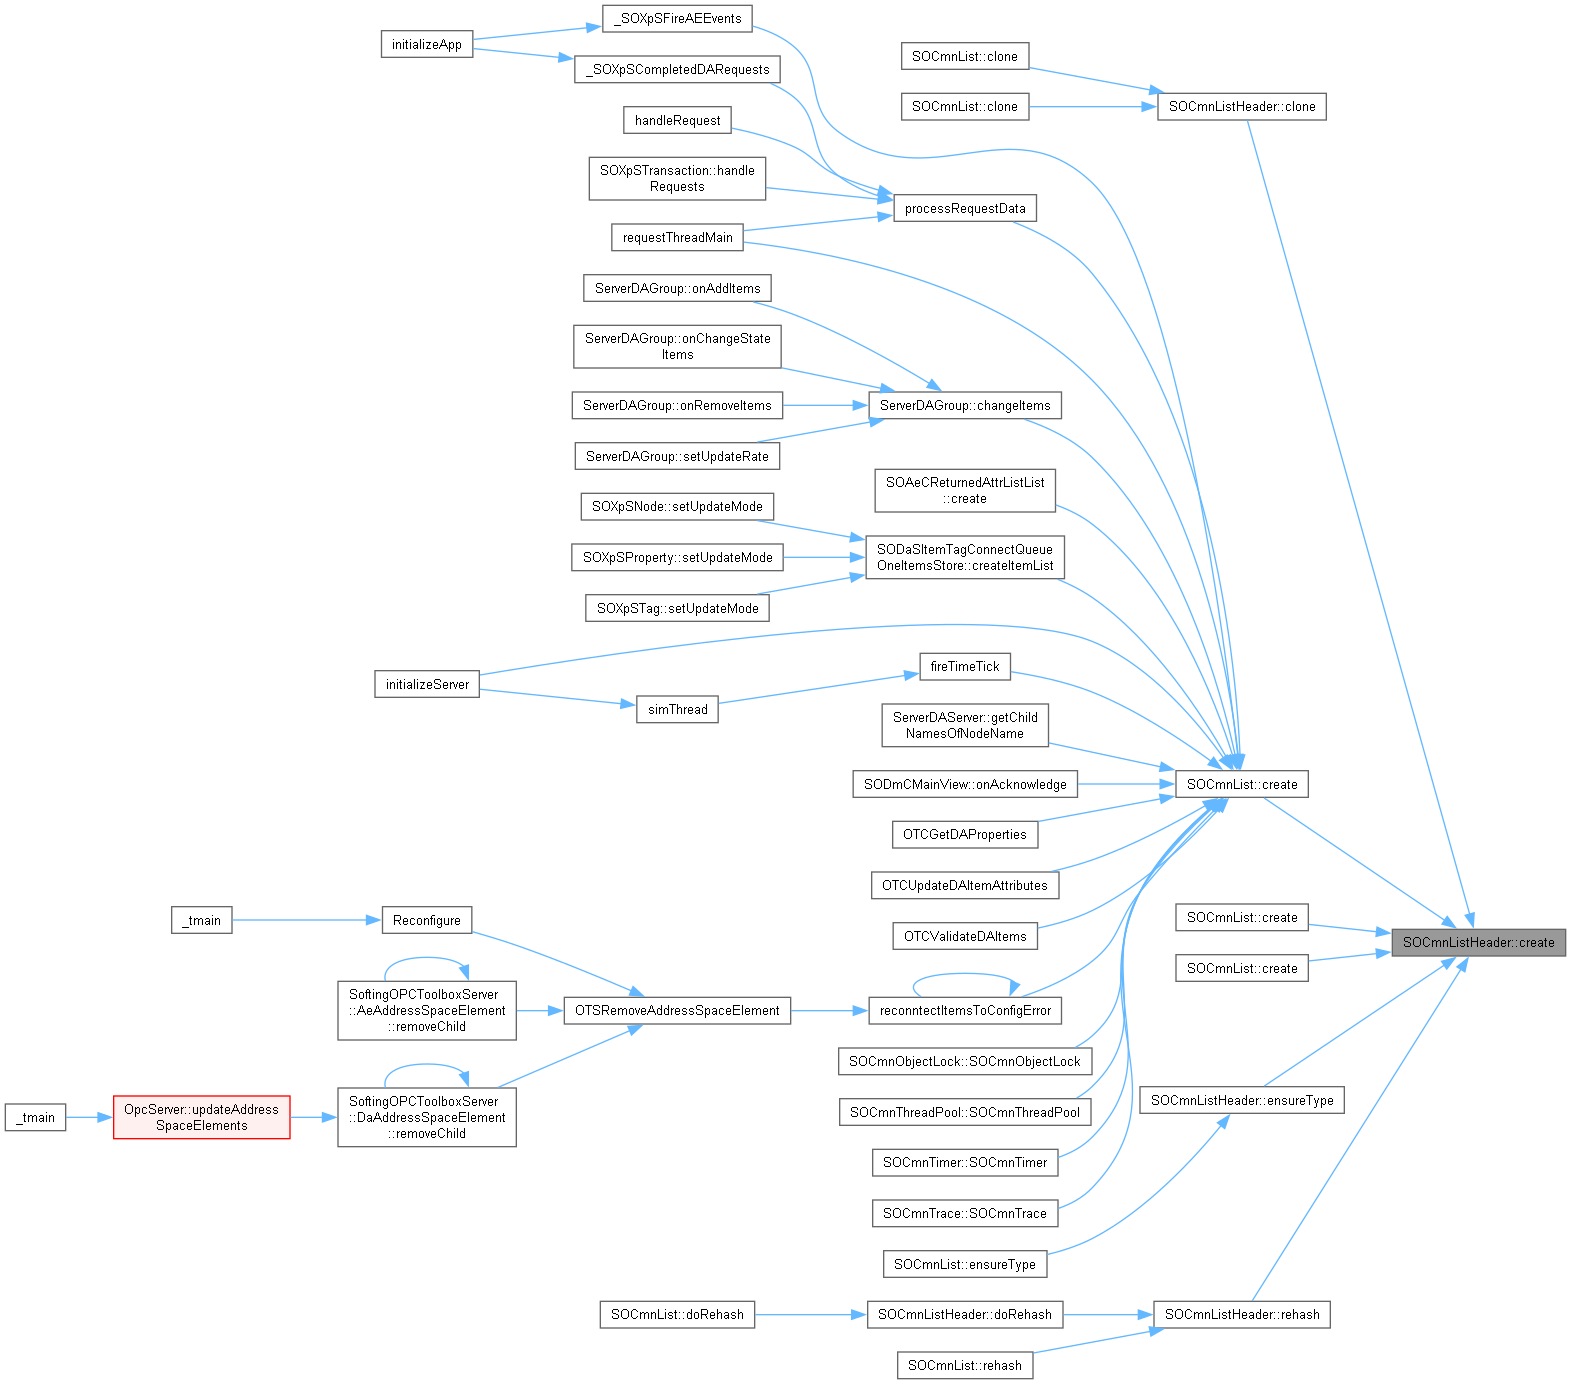 _SOXpSFireAEEvents
initializeApp
_SOXpSCompletedDARequests
SOCmnList::clone
SOCmnList::clone
SOCmnListHeader::clone
handleRequest
SOXpSTransaction::handle
Requests
processRequestData
requestThreadMain
ServerDAGroup::onAddItems
ServerDAGroup::onChangeState
Items
ServerDAGroup::onRemoveItems
ServerDAGroup::changeItems
ServerDAGroup::setUpdateRate
SOAeCReturnedAttrListList
::create
SOXpSNode::setUpdateMode
SOXpSProperty::setUpdateMode
SODaSItemTagConnectQueue
OneItemsStore::createItemList
SOXpSTag::setUpdateMode
initializeServer
fireTimeTick
simThread
ServerDAServer::getChild
NamesOfNodeName
SODmCMainView::onAcknowledge
SOCmnList::create
OTCGetDAProperties
OTCUpdateDAItemAttributes
_tmain
Reconfigure
OTCValidateDAItems
SOCmnList::create
SOCmnListHeader::create
SOCmnList::create
SoftingOPCToolboxServer
::AeAddressSpaceElement
::removeChild
OTSRemoveAddressSpaceElement
reconntectItemsToConfigError
SOCmnObjectLock::SOCmnObjectLock
_tmain
OpcServer::updateAddress
SpaceElements
SoftingOPCToolboxServer
::DaAddressSpaceElement
::removeChild
SOCmnThreadPool::SOCmnThreadPool
SOCmnListHeader::ensureType
SOCmnTimer::SOCmnTimer
SOCmnTrace::SOCmnTrace
SOCmnList::ensureType
SOCmnList::doRehash
SOCmnListHeader::doRehash
SOCmnListHeader::rehash
SOCmnList::rehash